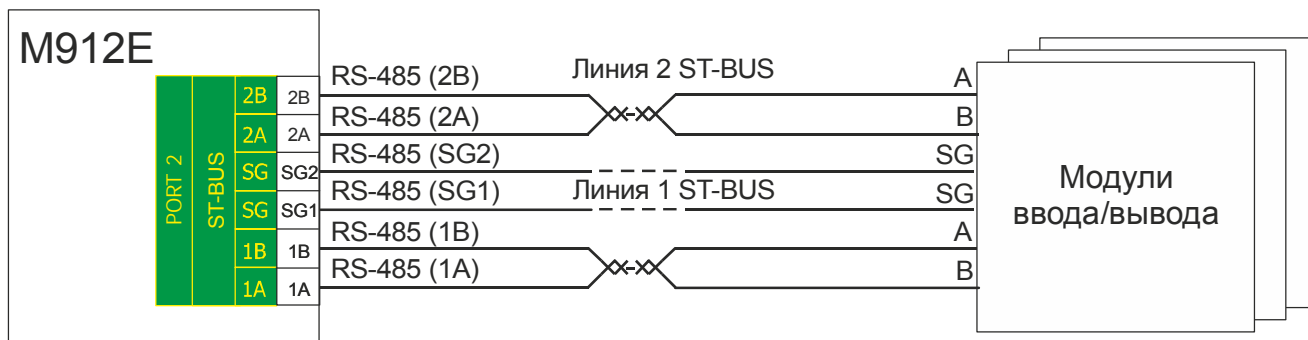 M912E
PORT 2
ST-BUS
2B 2B RS-485 (2B) Линия 2 ST-BUS A
2A 2A RS-485 (2A) B
SG SG2 RS-485 (SG2) SG
SG SG1 RS-485 (SG1) Линия 1 ST-BUS SG
1B 1B RS-485 (1B) A
1A 1A RS-485 (1A) B
Модули
ввода/вывода